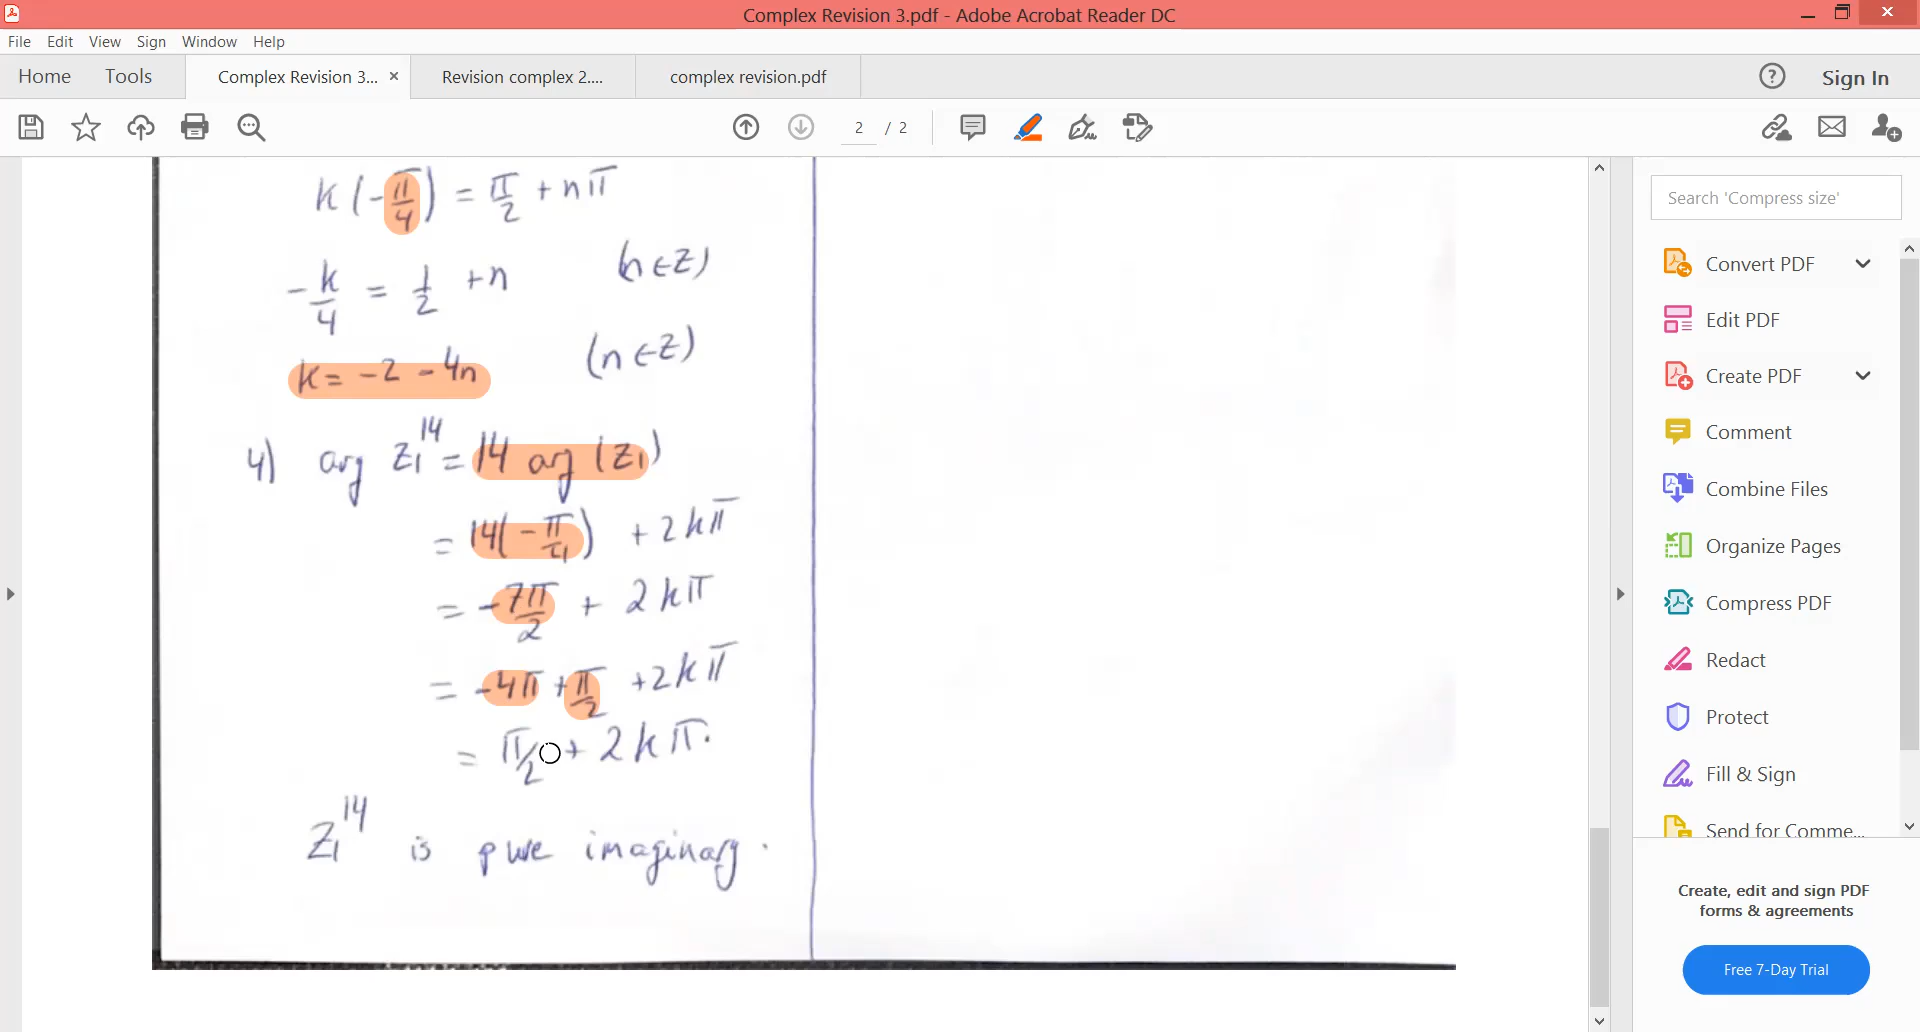 Complex Revision 3.pdf - Adobe Acrobat Reader DC
File Edit View Sign Window Help
Home Tools Complex Revision 3... × Revision complex 2.... complex revision.pdf Sign In
2 / 2
k(-π/4) = π/2 + nπ
-k/4 = 1/2 + n (n∈Z)
k = -2 - 4n (n∈Z)
4) arg Z₁¹⁴ = 14 arg (Z₁)
= 14(-π/4) + 2kπ
= -7π/2 + 2kπ
= -4π + π/2 + 2kπ
= π/2 + 2kπ.
Z₁¹⁴ is pure imaginary.
Search 'Compress size'
Convert PDF
Edit PDF
Create PDF
Comment
Combine Files
Organize Pages
Compress PDF
Redact
Protect
Fill & Sign
Send for Comme...
Create, edit and sign PDF
forms & agreements
Free 7-Day Trial